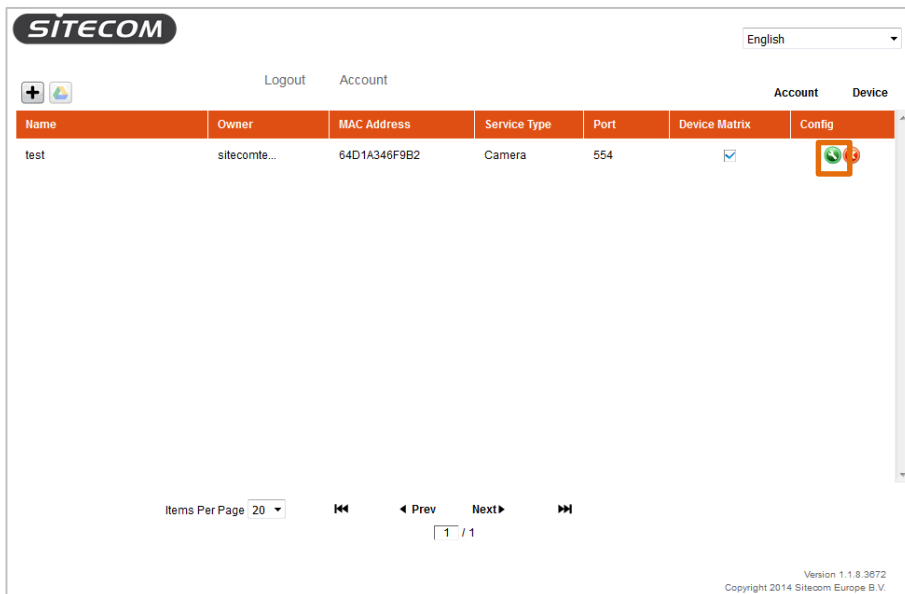 SITECOM
English
Logout Account
Account Device
Name Owner MAC Address Service Type Port Device Matrix Config
test sitecomte... 64D1A346F9B2 Camera 554
Items Per Page 20 Prev Next
1 / 1
Version 1.1.8.3672
Copyright 2014 Sitecom Europe B.V.